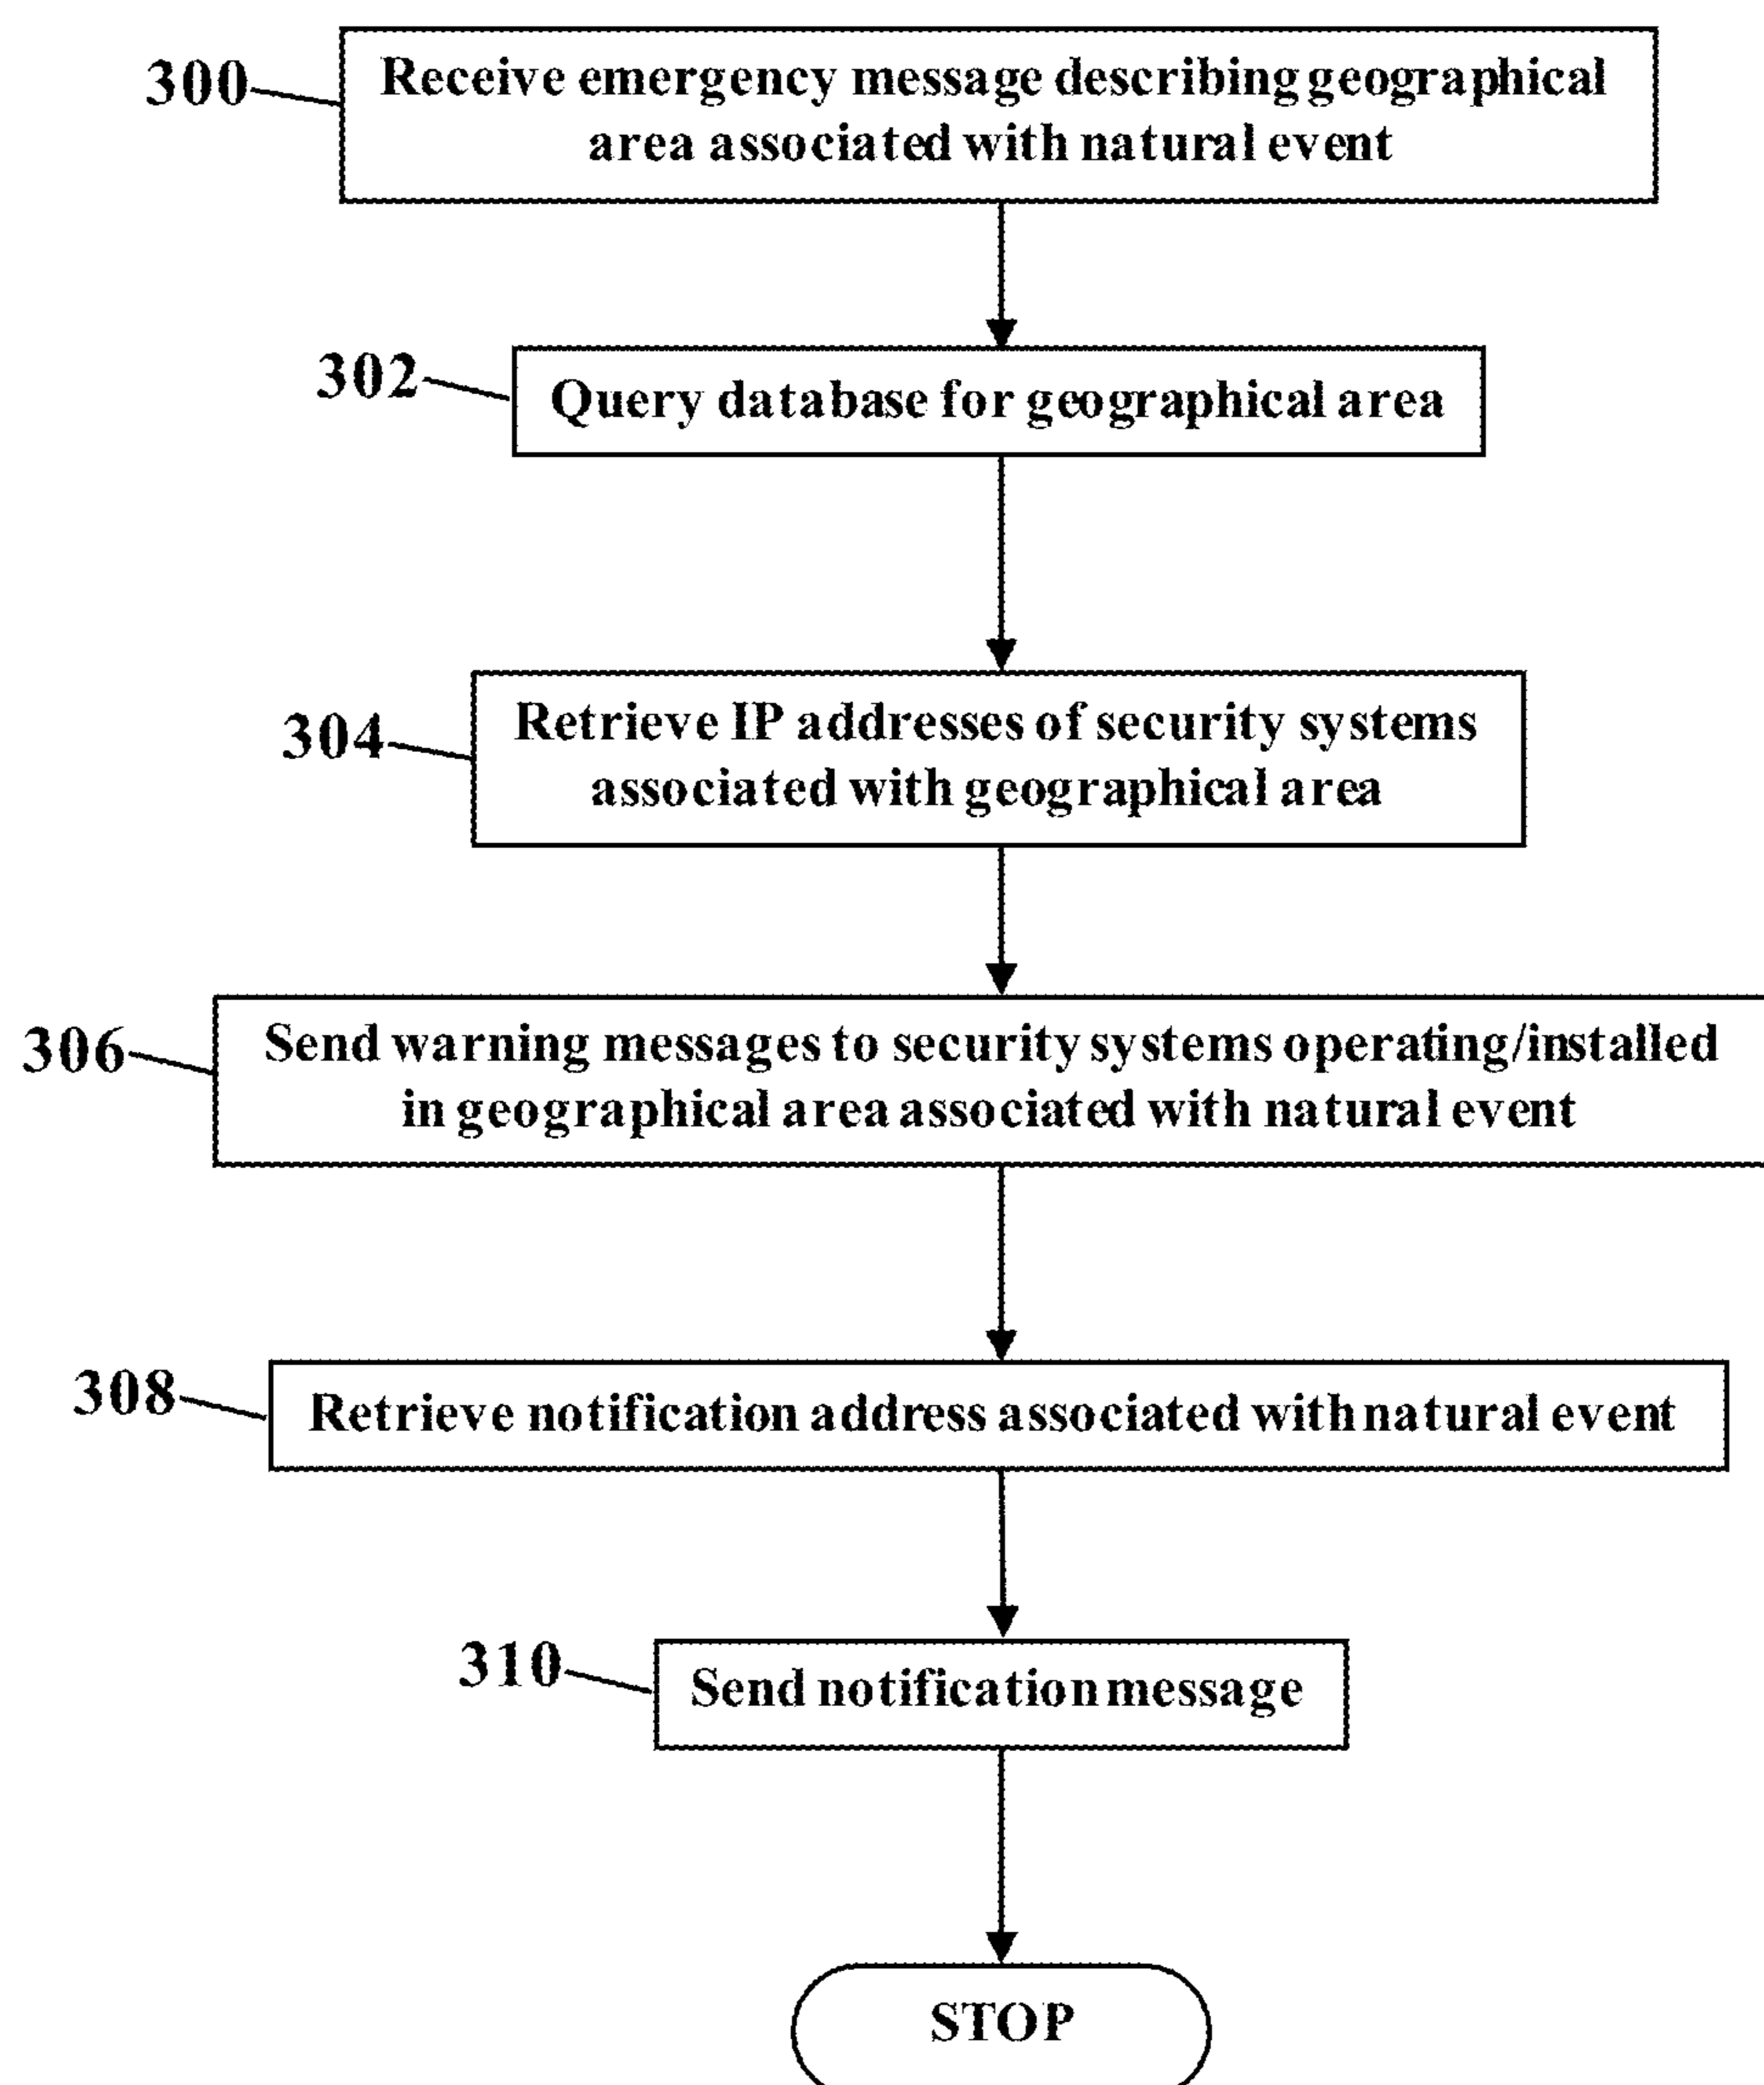 300
Receive emergency message describing geographical
area associated with natural event
302
Query database for geographical area
304
Retrieve IP addresses of security systems
associated with geographical area
306
Send warning messages to security systems operating/installed
in geographical area associated with natural event
308
Retrieve notification address associated with natural event
310
Send notification message
STOP